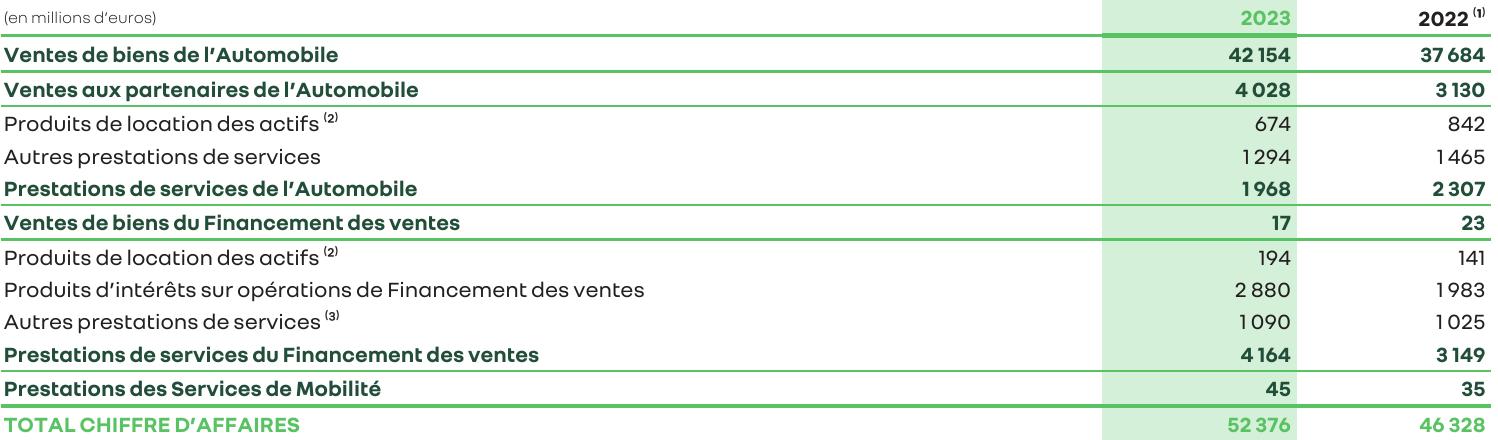 (en millions d'euros) 2023 2022 (1)
Ventes de biens de l'Automobile 42 154 37 684
Ventes aux partenaires de l'Automobile 4 028 3 130
Produits de location des actifs (2) 674 842
Autres prestations de services 1 294 1 465
Prestations de services de l'Automobile 1 968 2 307
Ventes de biens du Financement des ventes 17 23
Produits de location des actifs (2) 194 141
Produits d'intérêts sur opérations de Financement des ventes 2 880 1 983
Autres prestations de services (3) 1 090 1 025
Prestations de services du Financement des ventes 4 164 3 149
Prestations des Services de Mobilité 45 35
TOTAL CHIFFRE D'AFFAIRES 52 376 46 328